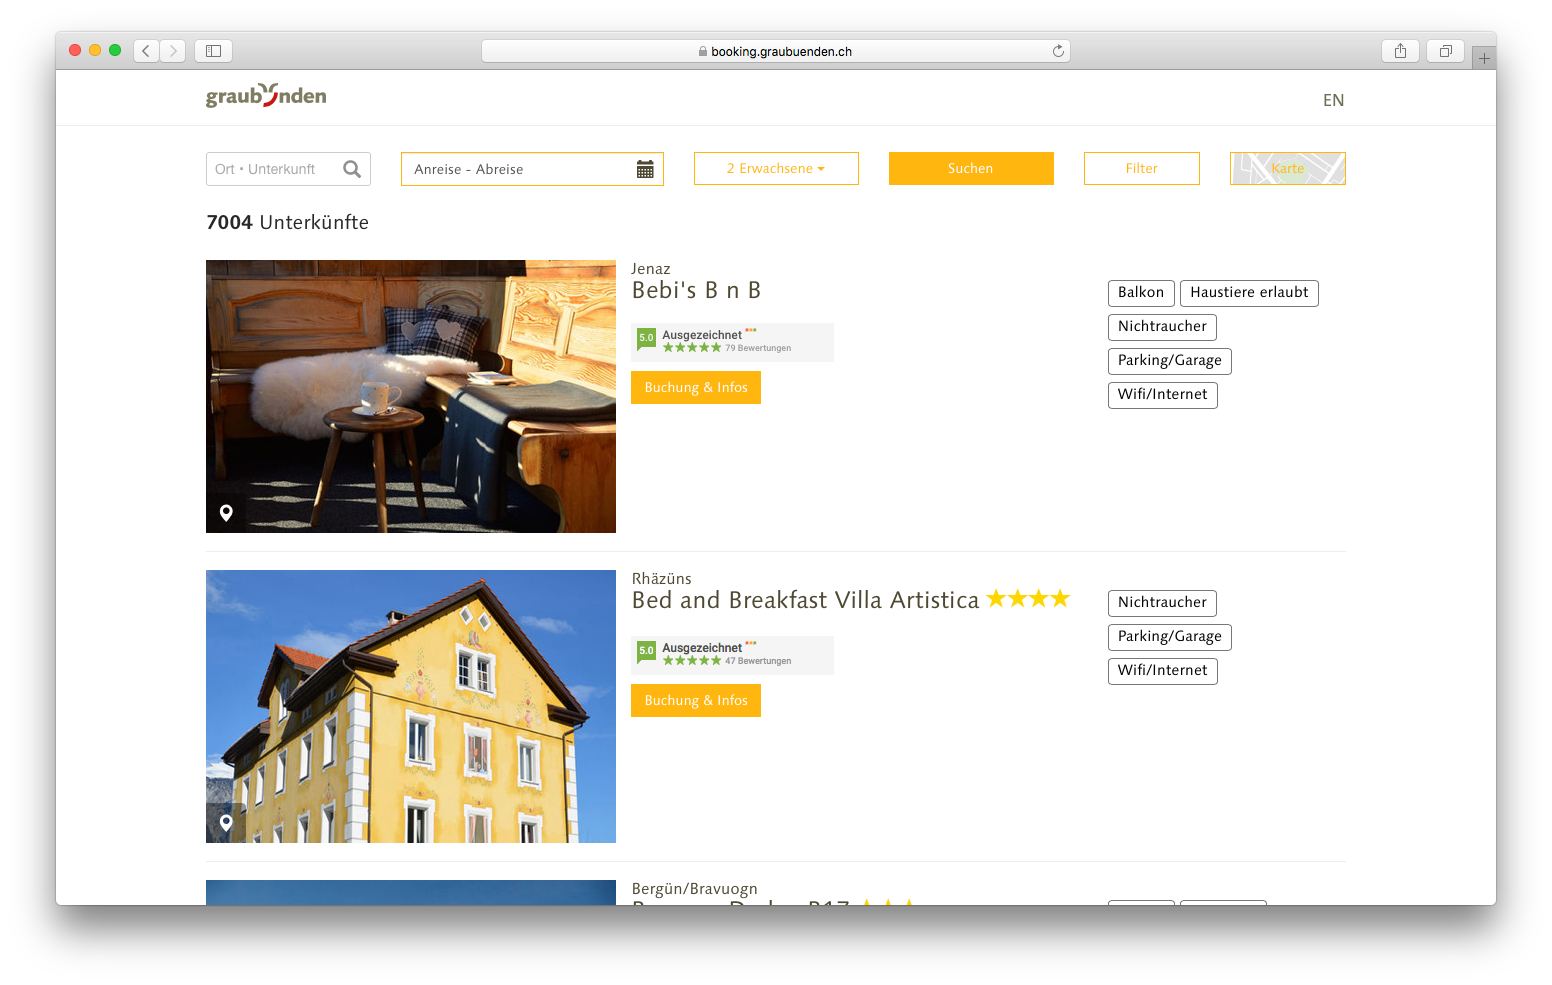 booking.graubuenden.ch
graubünden
EN
Ort • Unterkunft
Anreise - Abreise
2 Erwachsene
Suchen
Filter
Karte
7004 Unterkünfte
Jenaz
Bebi's B n B
5.0 Ausgezeichnet
79 Bewertungen
Buchung & Infos
Balkon Haustiere erlaubt
Nichtraucher
Parking/Garage
Wifi/Internet
Rhäzüns
Bed and Breakfast Villa Artistica
5.0 Ausgezeichnet
47 Bewertungen
Buchung & Infos
Nichtraucher
Parking/Garage
Wifi/Internet
Bergün/Bravuogn